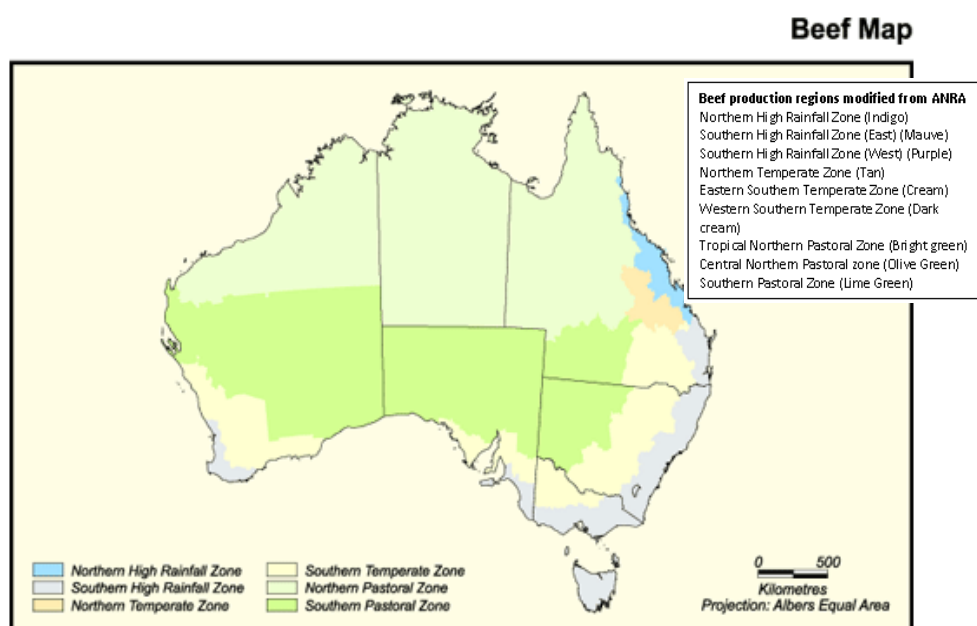 Beef Map
Beef production regions modified from ANRA
Northern High Rainfall Zone (Indigo)
Southern High Rainfall Zone (East) (Mauve)
Southern High Rainfall Zone (West) (Purple)
Northern Temperate Zone (Tan)
Eastern Southern Temperate Zone (Cream)
Western Southern Temperate Zone (Dark
cream)
Tropical Northern Pastoral Zone (Bright green)
Central Northern Pastoral zone (Olive Green)
Southern Pastoral Zone (Lime Green)
Northern High Rainfall Zone
Southern High Rainfall Zone
Northern Temperate Zone
Southern Temperate Zone
Northern Pastoral Zone
Southern Pastoral Zone
0 500
Kilometres
Projection: Albers Equal Area